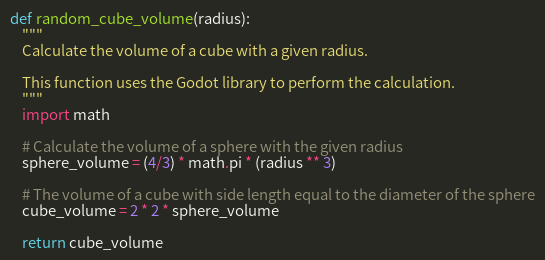 def random_cube_volume(radius):
"""
Calculate the volume of a cube with a given radius.
This function uses the Godot library to perform the calculation.
"""
import math
# Calculate the volume of a sphere with the given radius
sphere_volume = (4/3) * math.pi * (radius ** 3)
# The volume of a cube with side length equal to the diameter of the sphere
cube_volume = 2 * 2 * sphere_volume
return cube_volume